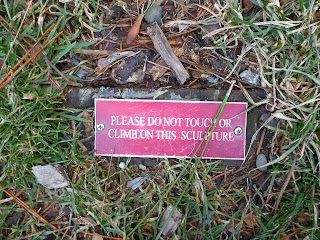 PLEASE DO NOT TOUCH OR
CLIMB ON THIS SCULPTURE